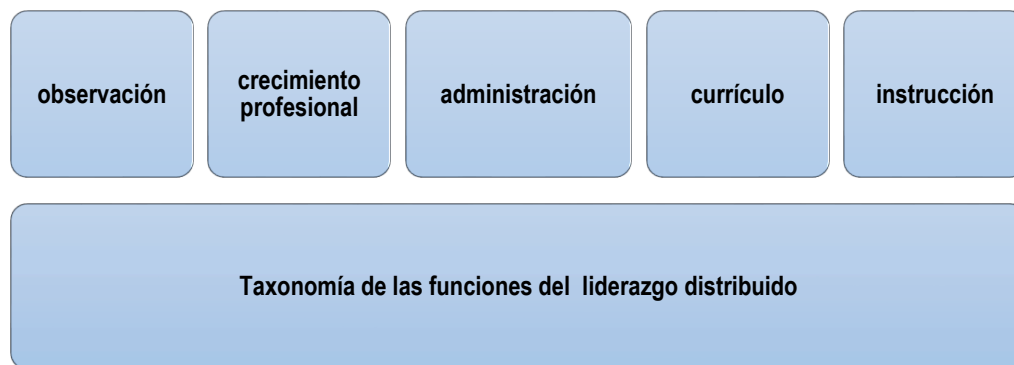 observación
crecimiento
profesional
administración
currículo
instrucción
Taxonomía de las funciones del liderazgo distribuido